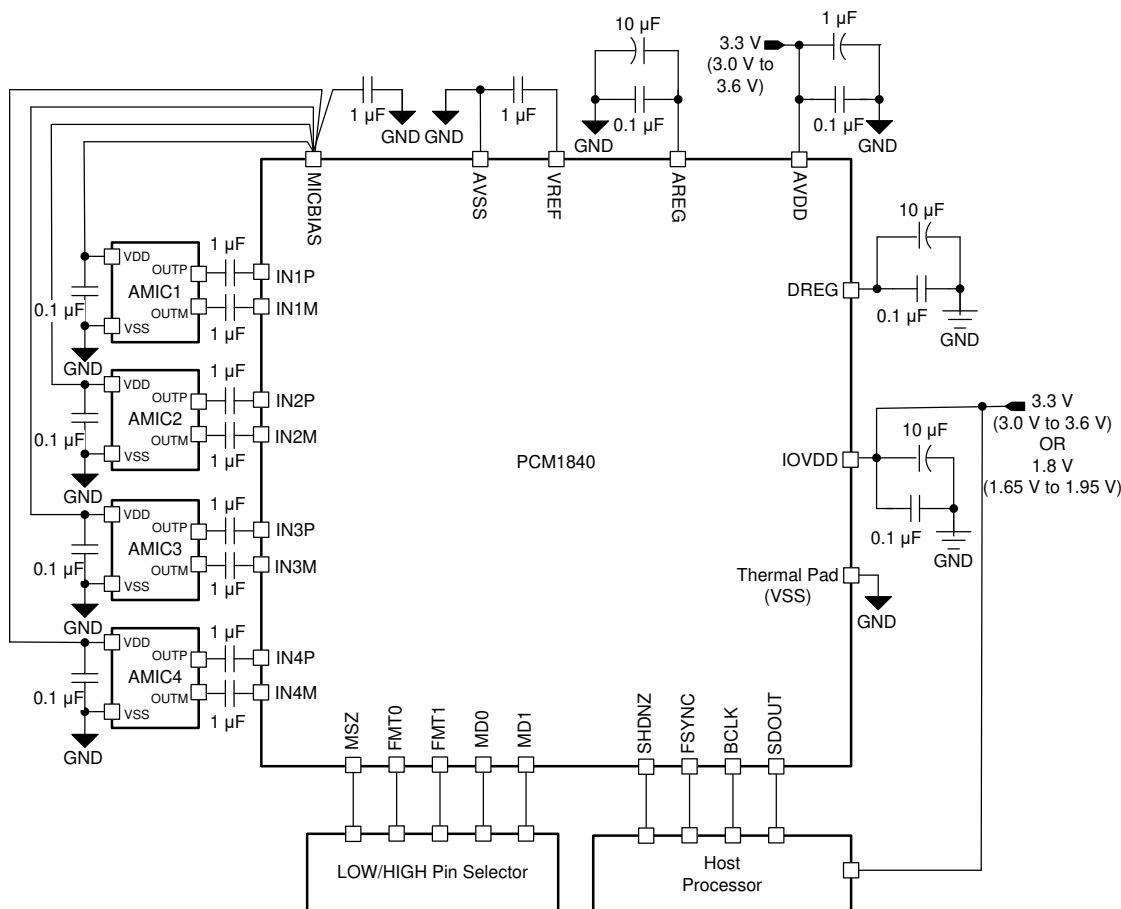 10 µF
0.1 µF
GND
3.3 V
(3.0 V to
3.6 V)
1 µF
0.1 µF
GND
1 µF
GND
GND
1 µF
MICBIAS
AVSS
VREF
AREG
AVDD
10 µF
DREG
0.1 µF
GND
VDD
OUTP
AMIC1
OUTM
VSS
0.1 µF
GND
1 µF
1 µF
IN1P
IN1M
VDD
OUTP
AMIC2
OUTM
VSS
0.1 µF
GND
1 µF
1 µF
IN2P
IN2M
PCM1840
IOVDD
10 µF
0.1 µF
GND
3.3 V
(3.0 V to 3.6 V)
OR
1.8 V
(1.65 V to 1.95 V)
VDD
OUTP
AMIC3
OUTM
VSS
0.1 µF
GND
1 µF
1 µF
IN3P
IN3M
Thermal Pad
(VSS)
GND
VDD
OUTP
AMIC4
OUTM
VSS
0.1 µF
GND
1 µF
1 µF
IN4P
IN4M
MSZ
FMT0
FMT1
MD0
MD1
SHDNZ
FSYNC
BCLK
SDOUT
LOW/HIGH Pin Selector
Host
Processor